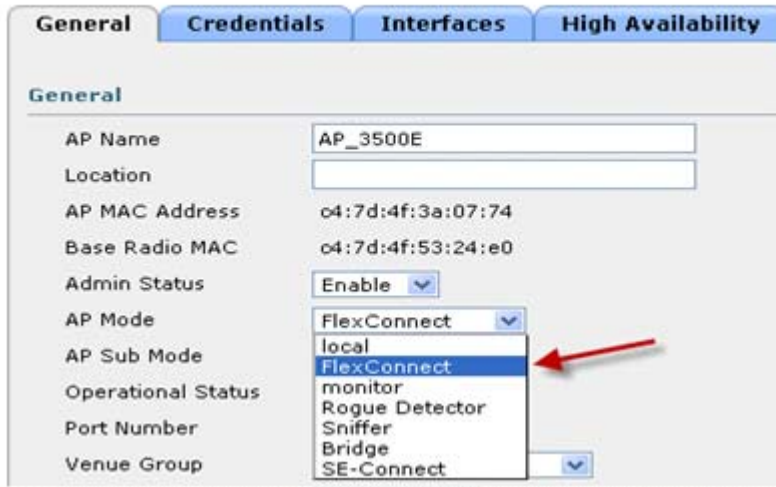 General Credentials Interfaces High Availability
General
AP Name AP_3500E
Location
AP MAC Address c4:7d:4f:3a:07:74
Base Radio MAC c4:7d:4f:53:24:e0
Admin Status Enable
AP Mode FlexConnect
local
AP Sub Mode FlexConnect
monitor
Operational Status Rogue Detector
Port Number Sniffer
Bridge
Venue Group SE-Connect